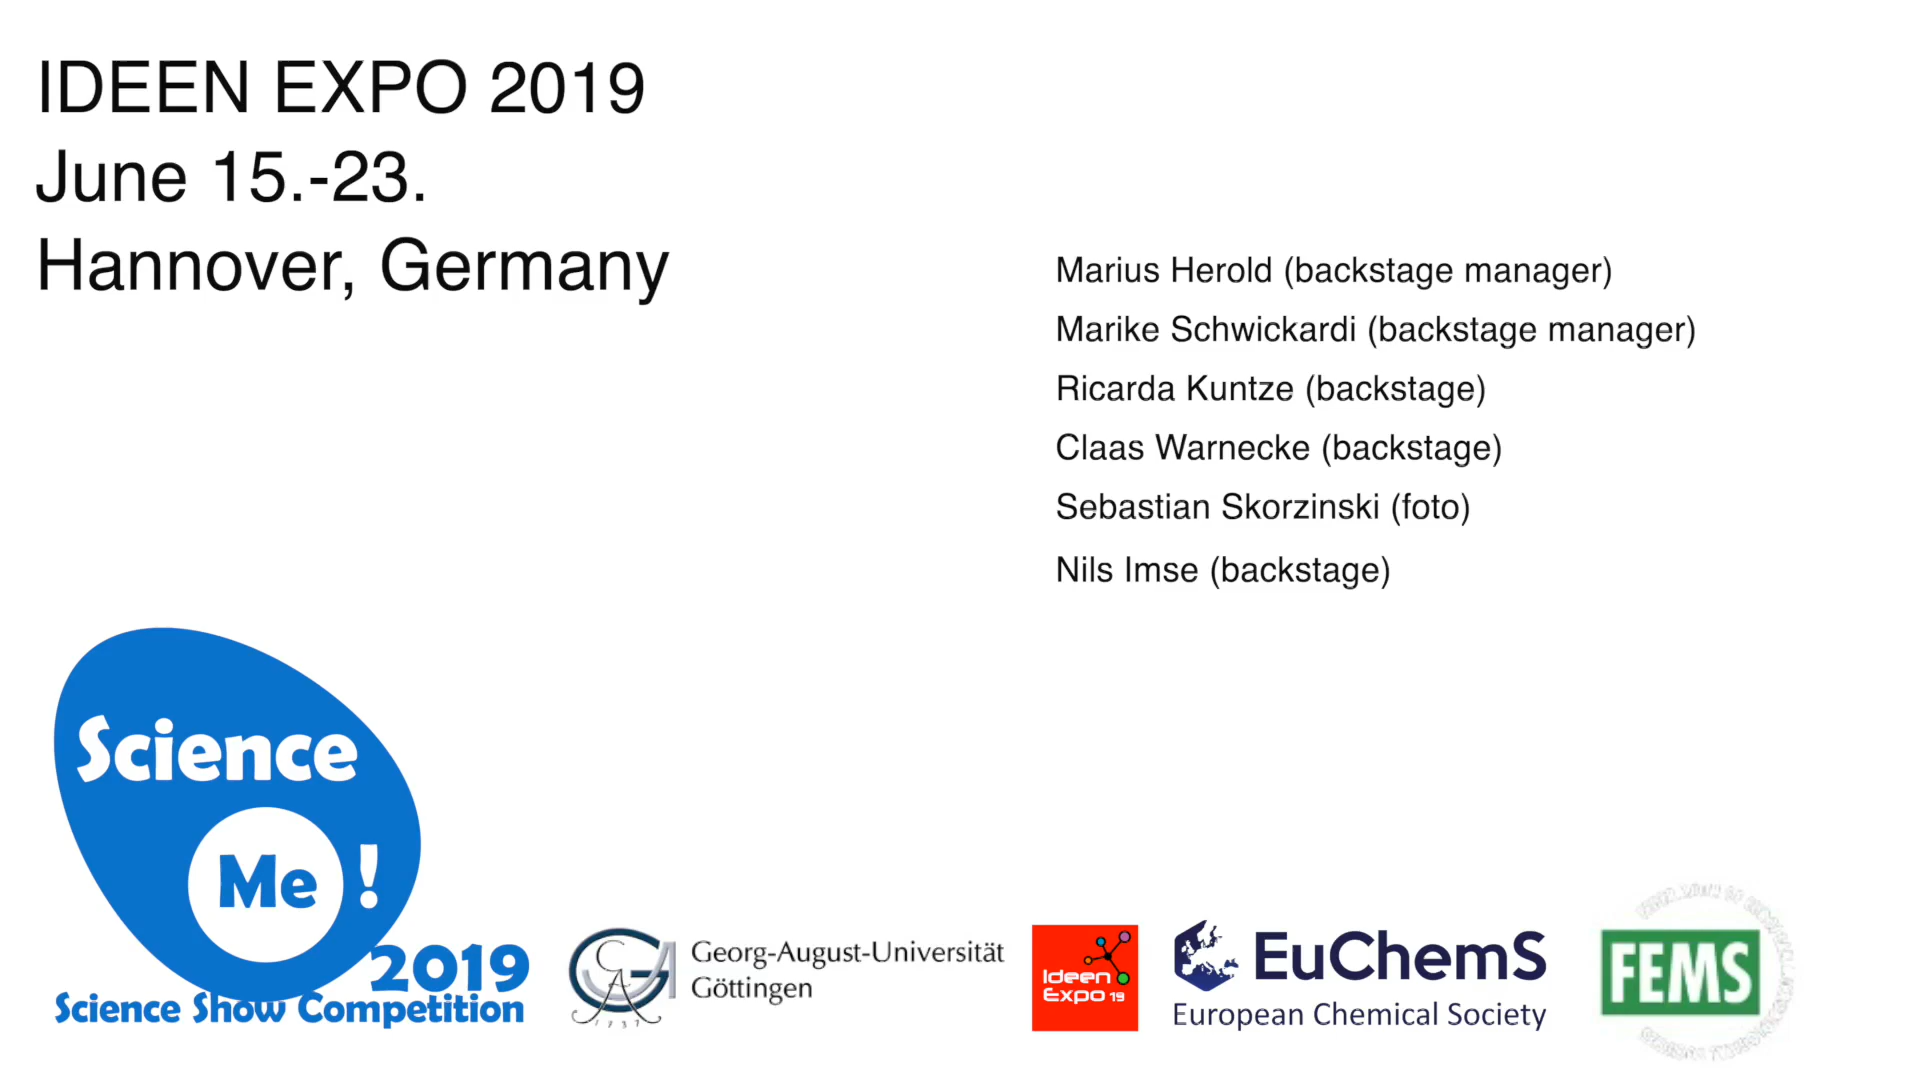 IDEEN EXPO 2019
June 15.-23.
Hannover, Germany
Marius Herold (backstage manager)
Marike Schwickardi (backstage manager)
Ricarda Kuntze (backstage)
Claas Warnecke (backstage)
Sebastian Skorzinski (foto)
Nils Imse (backstage)
Science
Me!
2019
Science Show Competition
1737
Georg-August-Universität
Göttingen
Ideen
Expo 19
EuChemS
European Chemical Society
FEMS